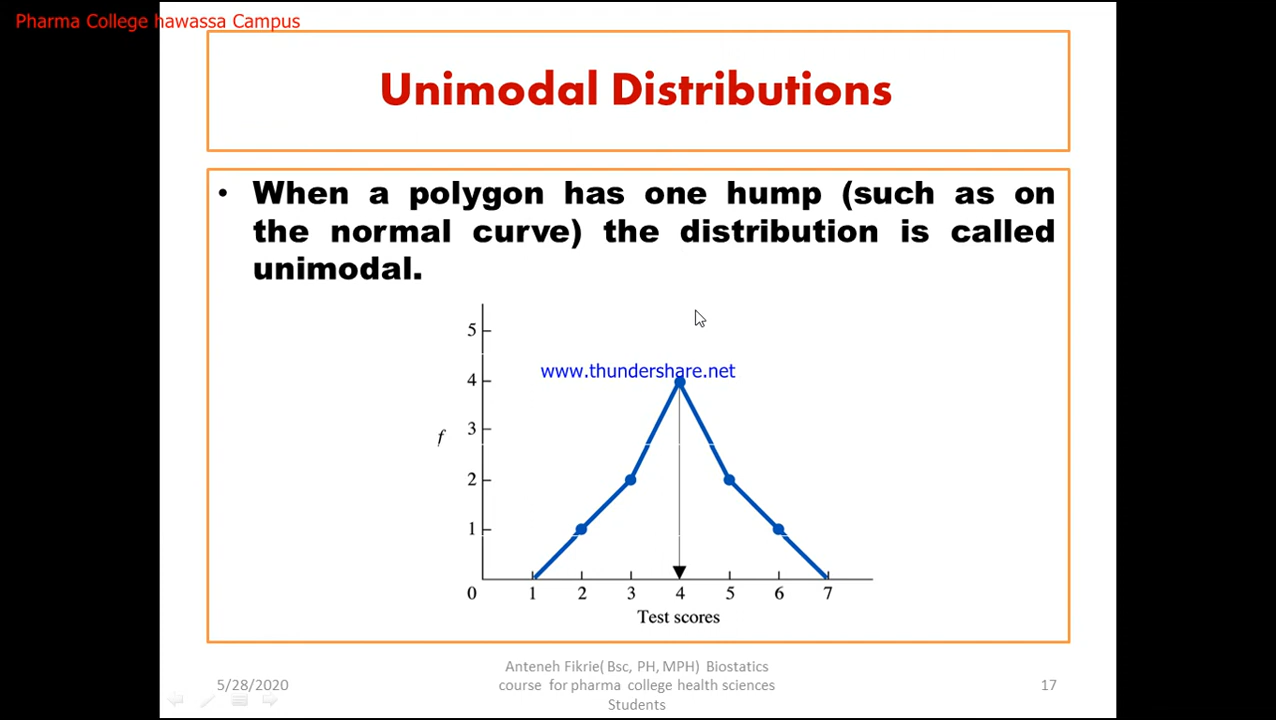 Pharma College hawassa Campus
Unimodal Distributions
• When a polygon has one hump (such as on
the normal curve) the distribution is called
unimodal.
5
www.thundershare.net
4
f
3
2
1
0 1 2 3 4 5 6 7
Test scores
Anteneh Fikrie( Bsc, PH, MPH) Biostatics
5/28/2020 course for pharma college health sciences 17
Students